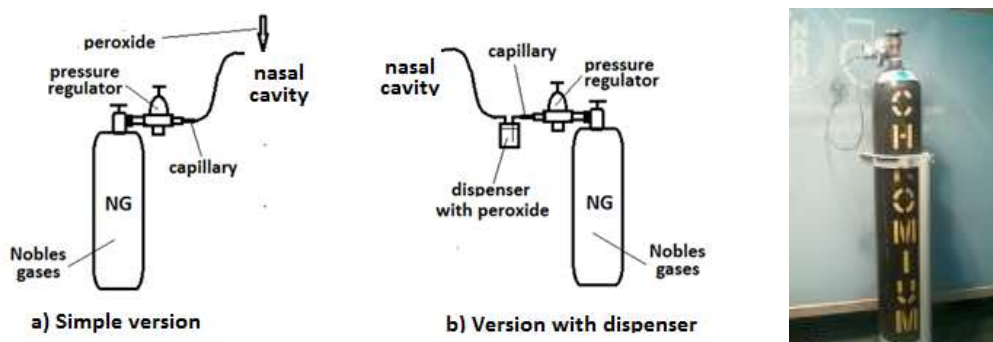 peroxide
pressure
regulator
nasal
cavity
capillary
NG
Nobles
gases
a) Simple version
nasal
cavity
capillary
pressure
regulator
dispenser
with peroxide
NG
Nobles
gases
b) Version with dispenser